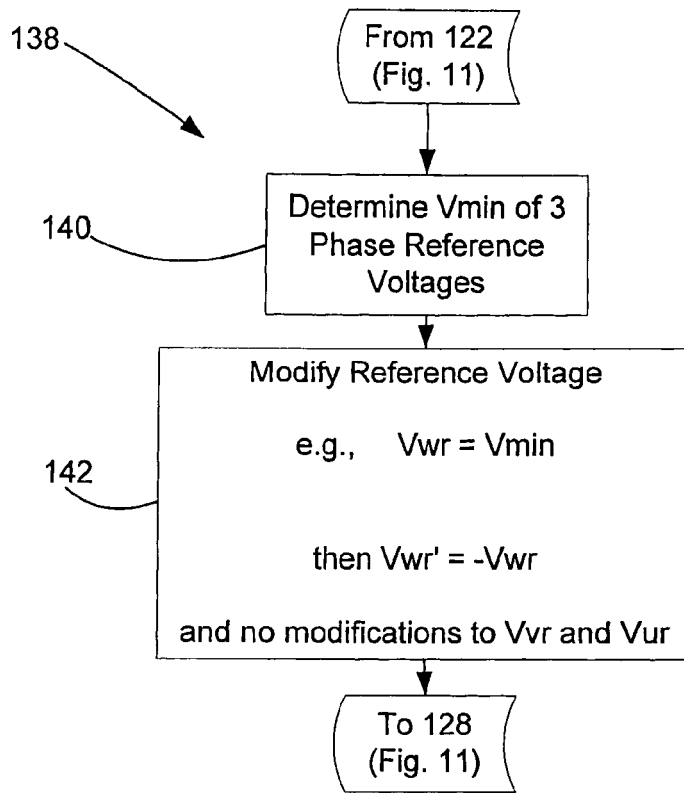 138
From 122
(Fig. 11)
140
Determine Vmin of 3
Phase Reference
Voltages
142
Modify Reference Voltage
e.g., Vwr = Vmin
then Vwr' = -Vwr
and no modifications to Vvr and Vur
To 128
(Fig. 11)